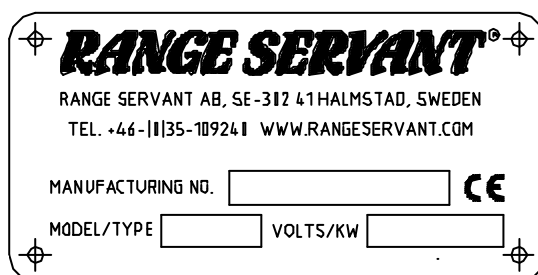 RANGE SERVANT®
RANGE SERVANT AB, SE-312 41 HALMSTAD, SWEDEN
TEL. +46-(0)35-109240 WWW.RANGESERVANT.COM
MANUFACTURING NO. CE
MODEL/TYPE VOLTS/KW